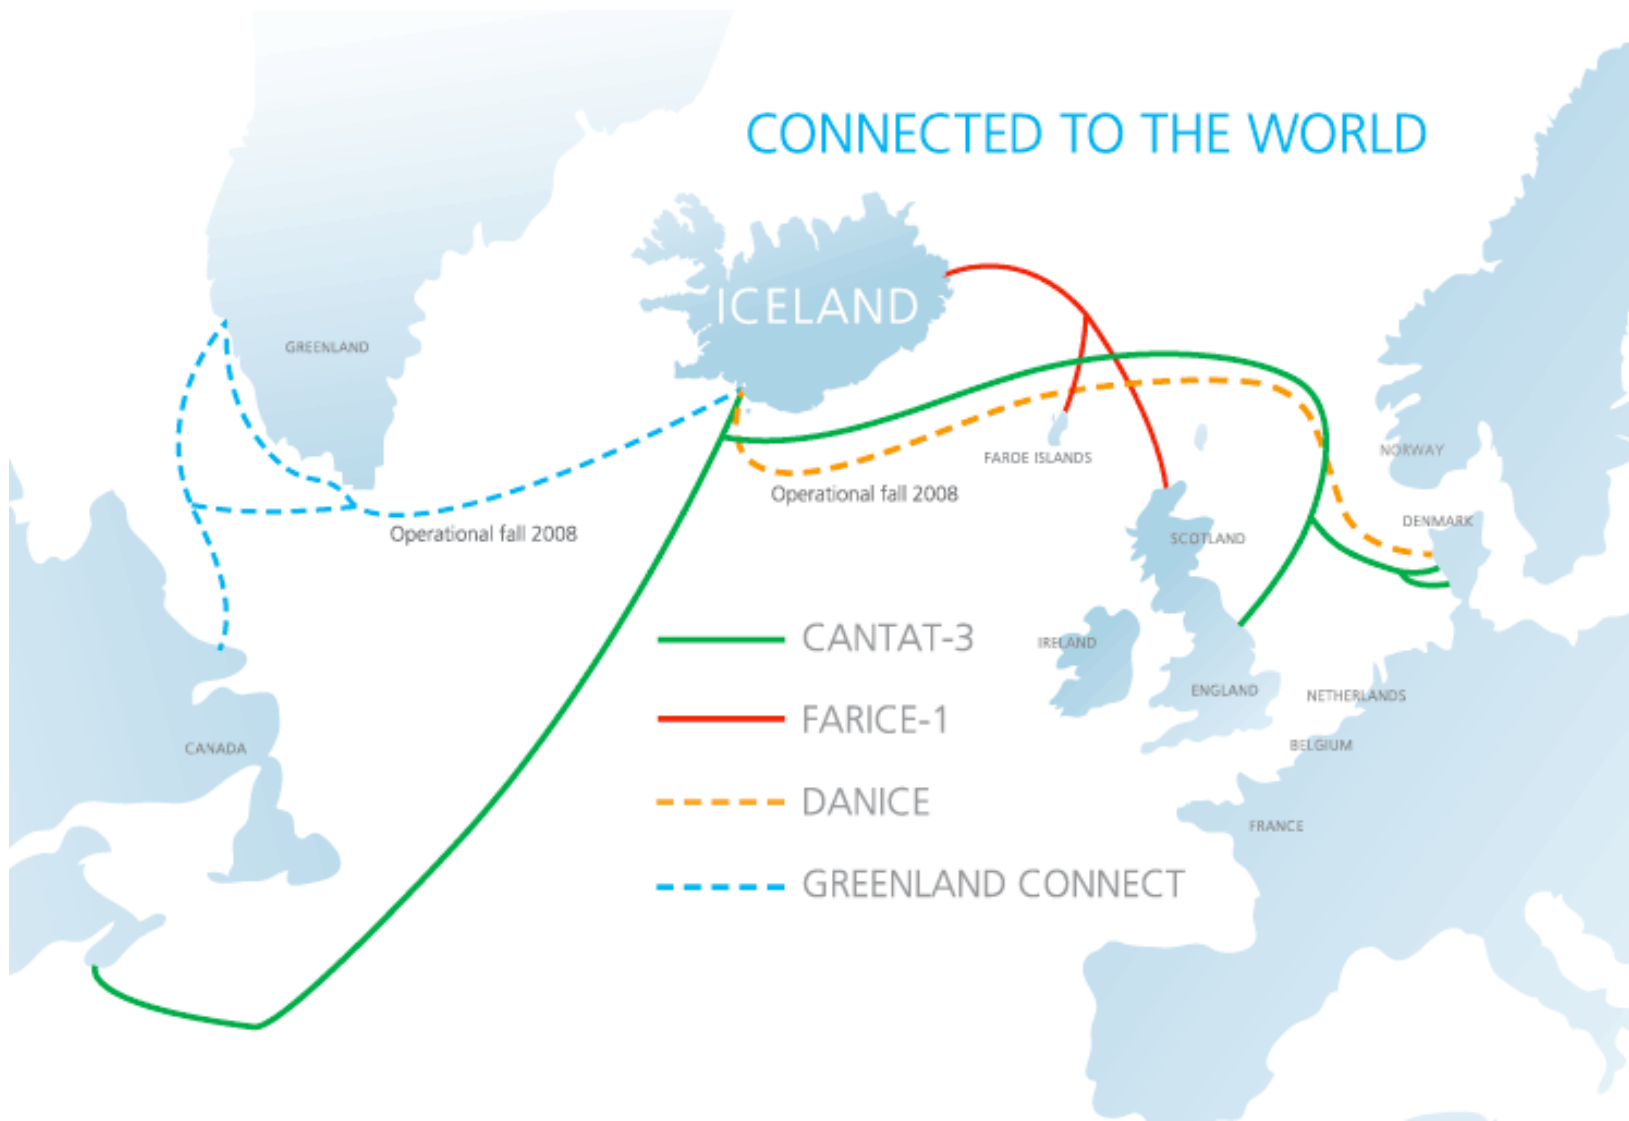 CONNECTED TO THE WORLD
ICELAND
GREENLAND
NORWAY
FAROE ISLANDS
Operational fall 2008
Operational fall 2008
DENMARK
SCOTLAND
CANTAT-3
IRELAND
ENGLAND
NETHERLANDS
FARICE-1
BELGIUM
CANADA
DANICE
FRANCE
GREENLAND CONNECT